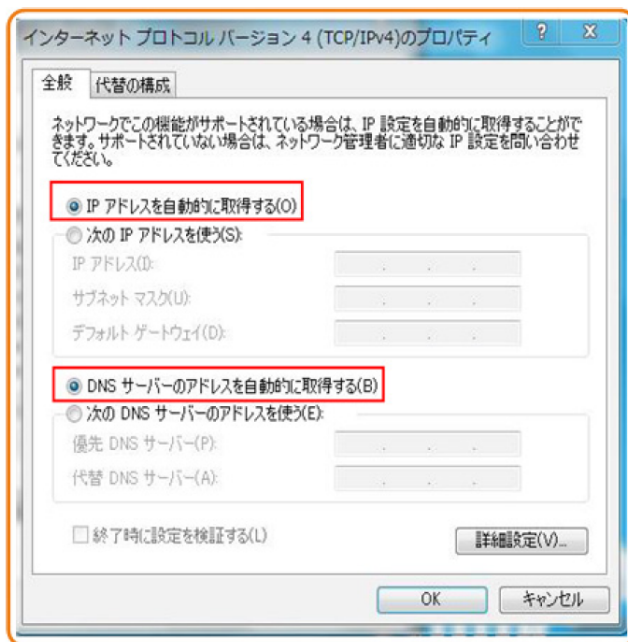 インターネット プロトコル バージョン 4 (TCP/IPv4)のプロパティ
全般
代替の構成
ネットワークでこの機能がサポートされている場合は、IP 設定を自動的に取得することがで
きます。サポートされていない場合は、ネットワーク管理者に適切な IP 設定を問い合わせ
てください。
IP アドレスを自動的に取得する(O)
次の IP アドレスを使う(S):
IP アドレス(I):
サブネット マスク(U):
デフォルト ゲートウェイ(D):
DNS サーバーのアドレスを自動的に取得する(B)
次の DNS サーバーのアドレスを使う(E):
優先 DNS サーバー(P):
代替 DNS サーバー(A):
終了時に設定を検証する(L)
詳細設定(V)...
OK
キャンセル